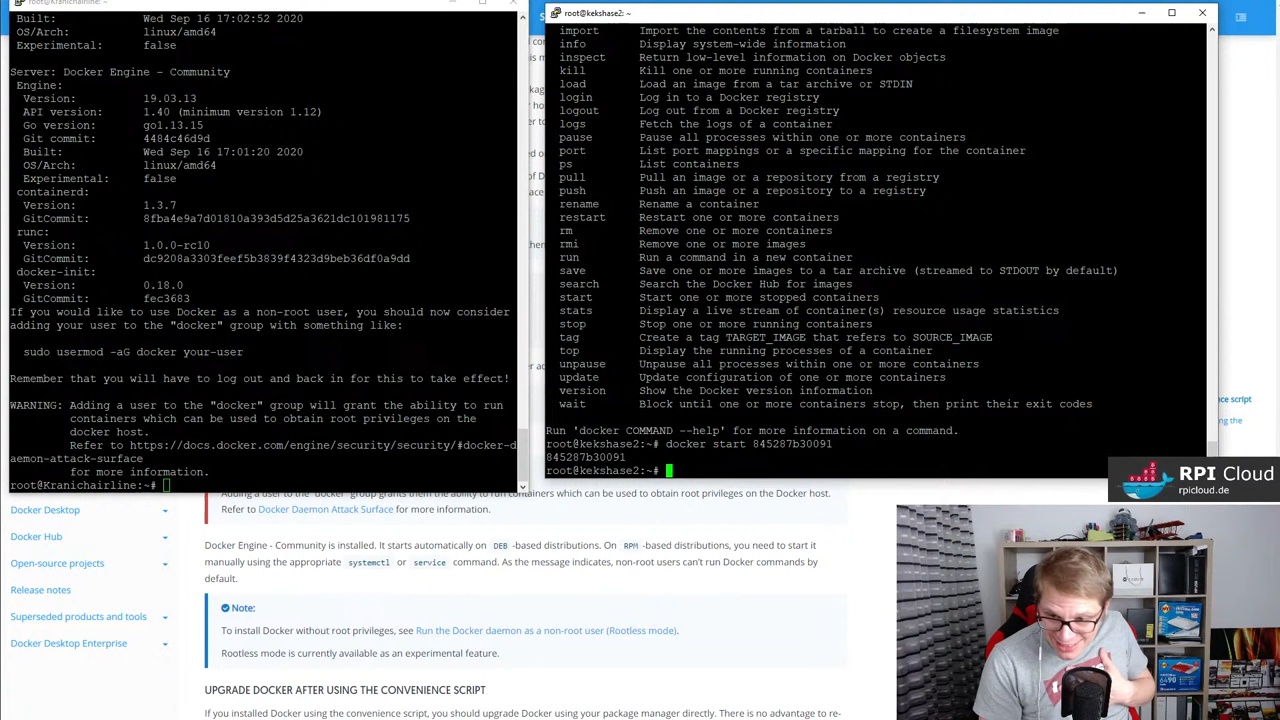 root@Kranichairline:~
Built: Wed Sep 16 17:02:52 2020
OS/Arch: linux/amd64
Experimental: false
Server: Docker Engine - Community
Engine:
Version: 19.03.13
API version: 1.40 (minimum version 1.12)
Go version: go1.13.15
Git commit: 4484c46d9d
Built: Wed Sep 16 17:01:20 2020
OS/Arch: linux/amd64
Experimental: false
containerd:
Version: 1.3.7
GitCommit: 8fba4e9a7d01810a393d5d25a3621dc101981175
runc:
Version: 1.0.0-rc10
GitCommit: dc9208a3303feef5b3839f4323d9beb36df0a9dd
docker-init:
Version: 0.18.0
GitCommit: fec3683
If you would like to use Docker as a non-root user, you should now consider
adding your user to the "docker" group with something like:
sudo usermod -aG docker your-user
Remember that you will have to log out and back in for this to take effect!
WARNING: Adding a user to the "docker" group will grant the ability to run
containers which can be used to obtain root privileges on the
docker host.
Refer to https://docs.docker.com/engine/security/security/#docker-d
aemon-attack-surface
for more information.
root@Kranichairline:~#
root@kekshase2: ~
import Import the contents from a tarball to create a filesystem image
info Display system-wide information
inspect Return low-level information on Docker objects
kill Kill one or more running containers
load Load an image from a tar archive or STDIN
login Log in to a Docker registry
logout Log out from a Docker registry
logs Fetch the logs of a container
pause Pause all processes within one or more containers
port List port mappings or a specific mapping for the container
ps List containers
pull Pull an image or a repository from a registry
push Push an image or a repository to a registry
rename Rename a container
restart Restart one or more containers
rm Remove one or more containers
rmi Remove one or more images
run Run a command in a new container
save Save one or more images to a tar archive (streamed to STDOUT by default)
search Search the Docker Hub for images
start Start one or more stopped containers
stats Display a live stream of container(s) resource usage statistics
stop Stop one or more running containers
tag Create a tag TARGET_IMAGE that refers to SOURCE_IMAGE
top Display the running processes of a container
unpause Unpause all processes within one or more containers
update Update configuration of one or more containers
version Show the Docker version information
wait Block until one or more containers stop, then print their exit codes
Run 'docker COMMAND --help' for more information on a command.
root@kekshase2:~# docker start 845287b30091
845287b30091
root@kekshase2:~#
RPI Cloud
rpicloud.de
Docker Desktop
Docker Hub
Open-source projects
Release notes
Superseded products and tools
Docker Desktop Enterprise
Adding a user to the "docker" group grants them the ability to run containers which can be used to obtain root privileges on the Docker host.
Refer to Docker Daemon Attack Surface for more information.
Docker Engine - Community is installed. It starts automatically on DEB -based distributions. On RPM -based distributions, you need to start it
manually using the appropriate systemctl or service command. As the message indicates, non-root users can't run Docker commands by
default.
Note:
To install Docker without root privileges, see Run the Docker daemon as a non-root user (Rootless mode).
Rootless mode is currently available as an experimental feature.
UPGRADE DOCKER AFTER USING THE CONVENIENCE SCRIPT
If you installed Docker using the convenience script, you should upgrade Docker using your package manager directly. There is no advantage to re-